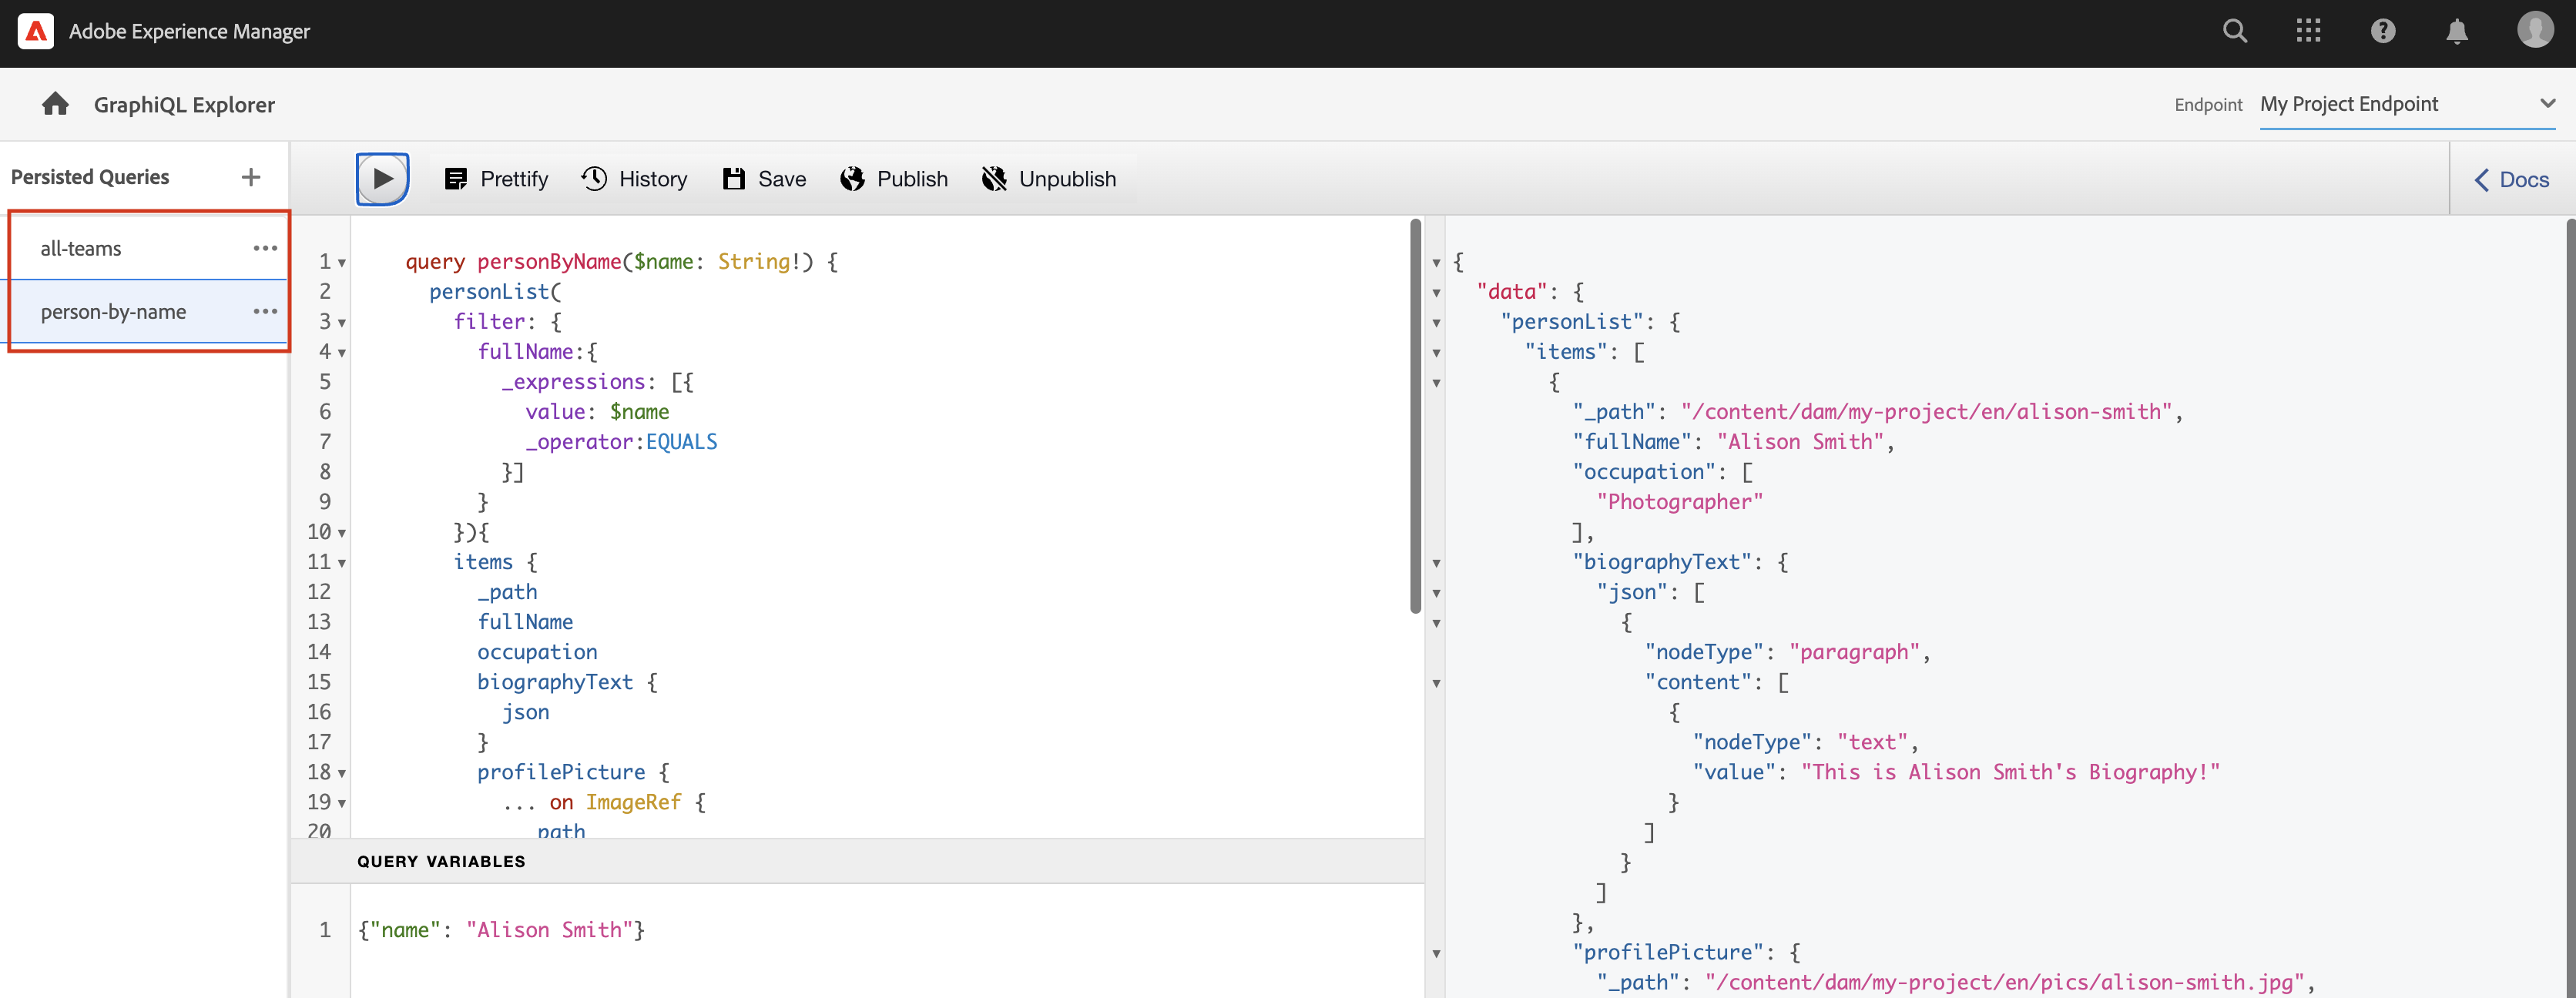 Adobe Experience Manager
GraphiQL Explorer
Endpoint My Project Endpoint
Persisted Queries +
all-teams
person-by-name
Prettify History Save Publish Unpublish
Docs
1 query personByName($name: String!) {
2 personList(
3 filter: {
4 fullName:{
5 _expressions: [{
6 value: $name
7 _operator:EQUALS
8 }]
9 }
10 }){
11 items {
12 _path
13 fullName
14 occupation
15 biographyText {
16 json
17 }
18 profilePicture {
19 ... on ImageRef {
20 _path
QUERY VARIABLES
1 {"name": "Alison Smith"}
{
"data": {
"personList": {
"items": [
{
"_path": "/content/dam/my-project/en/alison-smith",
"fullName": "Alison Smith",
"occupation": [
"Photographer"
],
"biographyText": {
"json": [
{
"nodeType": "paragraph",
"content": [
{
"nodeType": "text",
"value": "This is Alison Smith's Biography!"
}
]
}
]
},
"profilePicture": {
"_path": "/content/dam/my-project/en/pics/alison-smith.jpg",